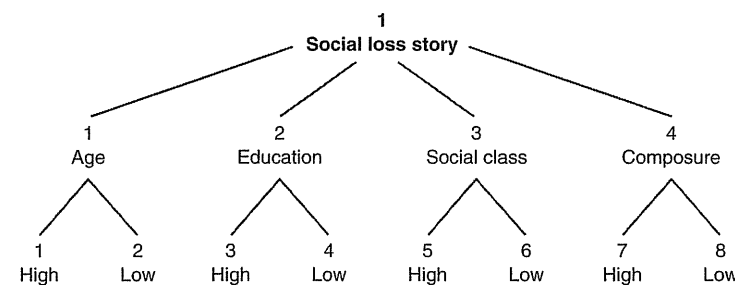 1
Social loss story
1 2 3 4
Age Education Social class Composure
1 2 3 4 5 6 7 8
High Low High Low High Low High Low